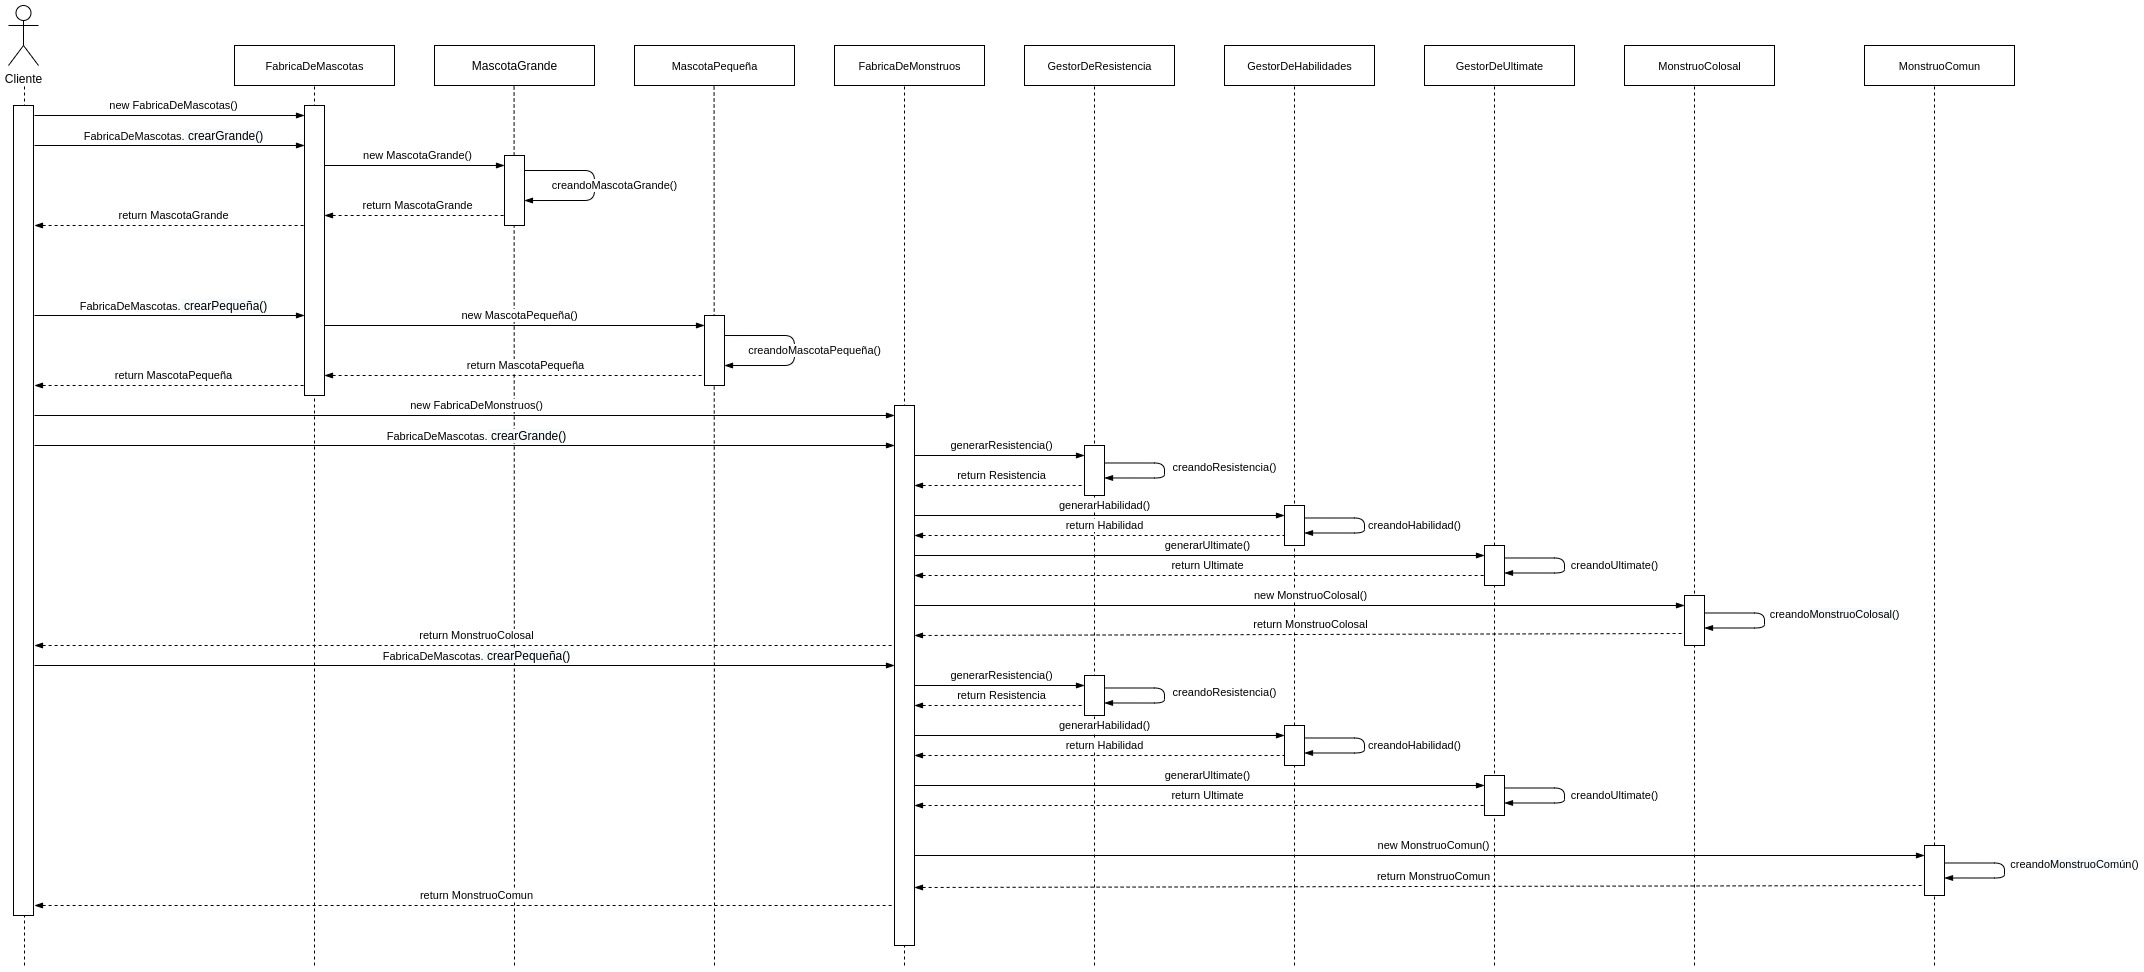 Cliente
FabricaDeMascotas
MascotaGrande
MascotaPequeña
FabricaDeMonstruos
GestorDeResistencia
GestorDeHabilidades
GestorDeUltimate
MonstruoColosal
MonstruoComun
new FabricaDeMascotas()
FabricaDeMascotas. crearGrande()
new MascotaGrande()
creandoMascotaGrande()
return MascotaGrande
return MascotaGrande
FabricaDeMascotas. crearPequeña()
new MascotaPequeña()
creandoMascotaPequeña()
return MascotaPequeña
return MascotaPequeña
new FabricaDeMonstruos()
FabricaDeMascotas. crearGrande()
generarResistencia()
creandoResistencia()
return Resistencia
generarHabilidad()
return Habilidad
creandoHabilidad()
generarUltimate()
return Ultimate
creandoUltimate()
new MonstruoColosal()
creandoMonstruoColosal()
return MonstruoColosal
return MonstruoColosal
FabricaDeMascotas. crearPequeña()
generarResistencia()
creandoResistencia()
return Resistencia
generarHabilidad()
return Habilidad
creandoHabilidad()
generarUltimate()
return Ultimate
creandoUltimate()
new MonstruoComun()
creandoMonstruoComún()
return MonstruoComun
return MonstruoComun